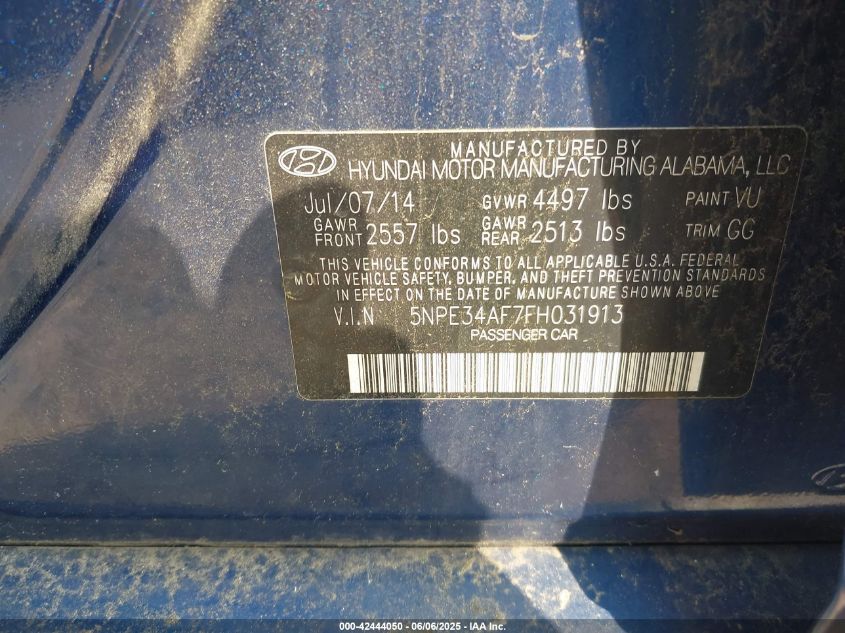 MANUFACTURED BY
HYUNDAI MOTOR MANUFACTURING ALABAMA, LLC
Jul/07/14 GVWR 4497 lbs PAINT VU
GAWR FRONT 2557 lbs GAWR REAR 2513 lbs TRIM GG
THIS VEHICLE CONFORMS TO ALL APPLICABLE U.S.A. FEDERAL
MOTOR VEHICLE SAFETY, BUMPER, AND THEFT PREVENTION STANDARDS
IN EFFECT ON THE DATE OF MANUFACTURE SHOWN ABOVE
V.I.N 5NPE34AF7FH031913
PASSENGER CAR
000-42444050 - 06/06/2025 - IAA Inc.